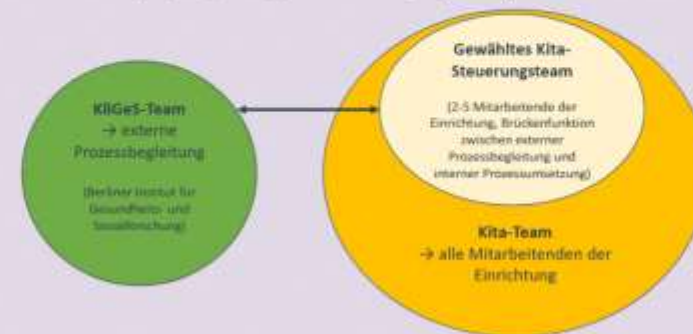 KliGeS-Team
→ externe
Prozessbegleitung
(Berliner Institut für
Gesundheits- und
Sozialforschung)
Gewähltes Kita-
Steuerungsteam
(2-5 Mitarbeitende der
Einrichtung, Brückenfunktion
zwischen externer
Prozessbegleitung und
interner Prozessumsetzung)
Kita-Team
→ alle Mitarbeitenden der
Einrichtung